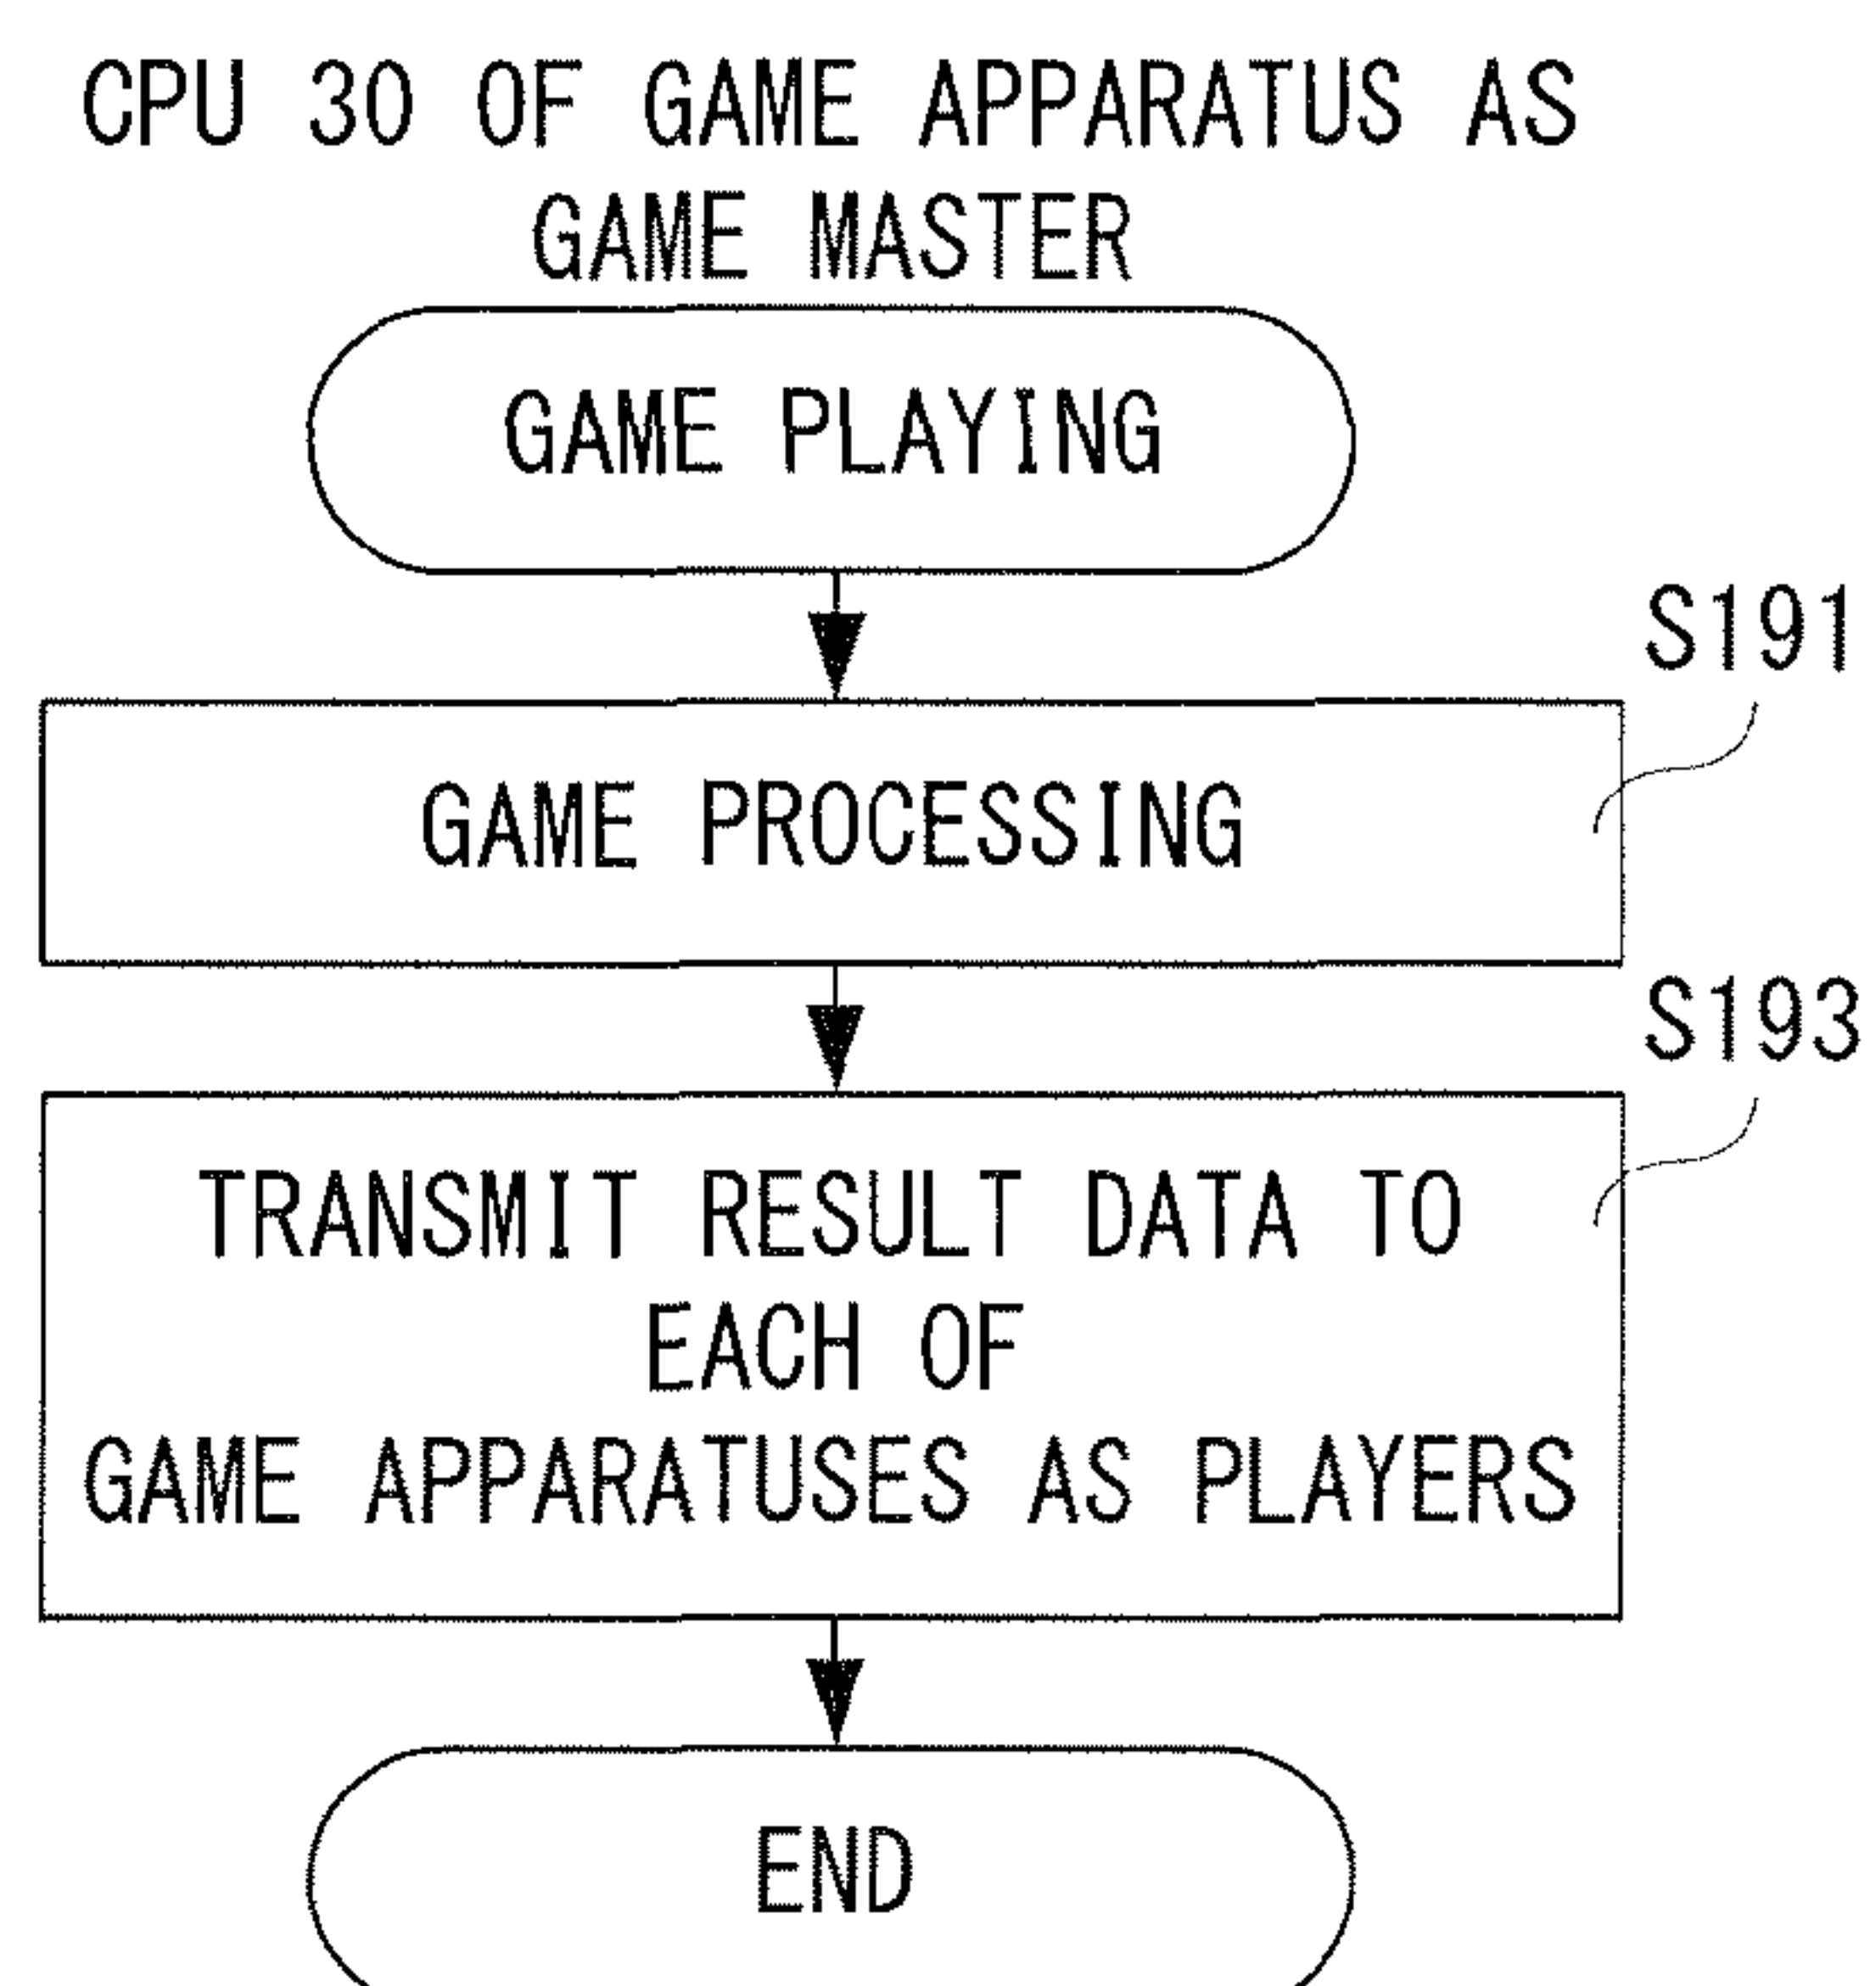 CPU 30 OF GAME APPARATUS AS
GAME MASTER
GAME PLAYING
S191
GAME PROCESSING
S193
TRANSMIT RESULT DATA TO
EACH OF
GAME APPARATUSES AS PLAYERS
END